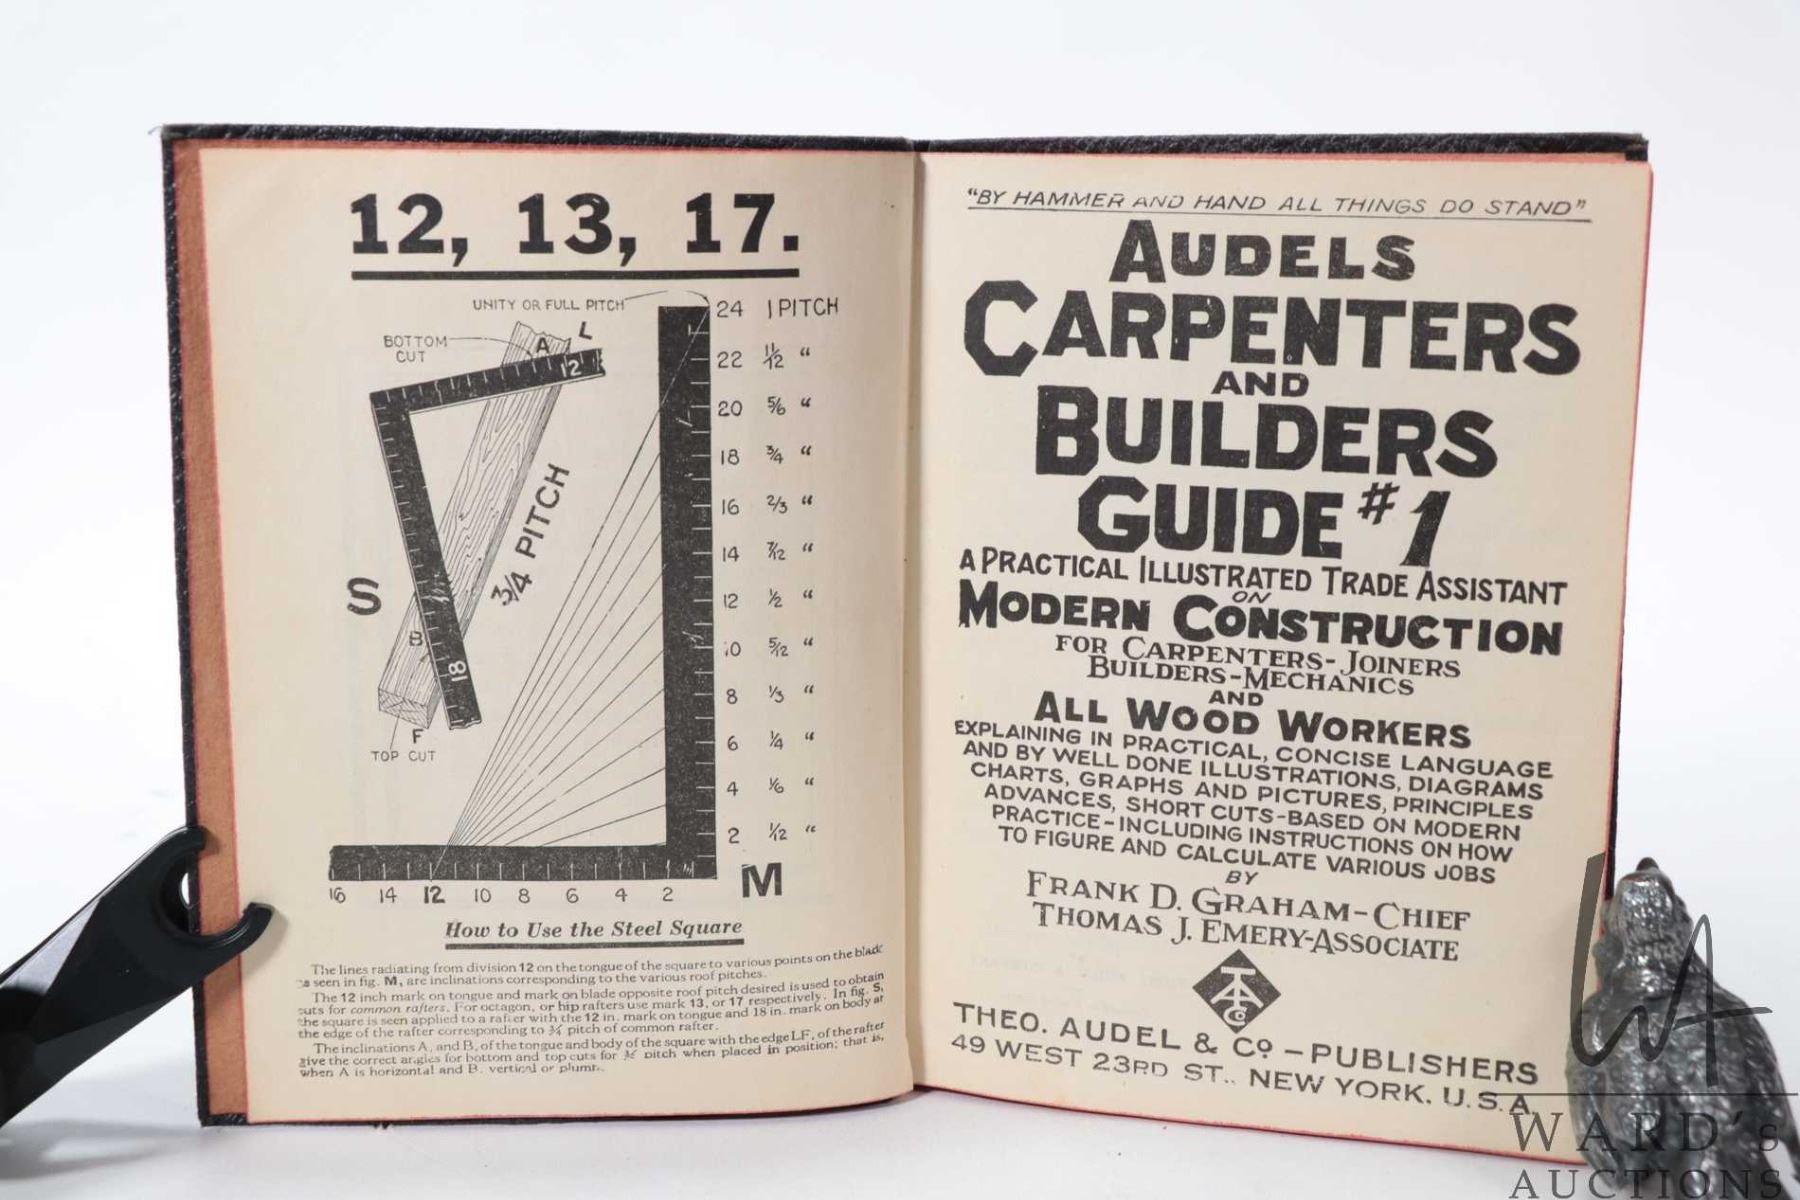 12, 13, 17.
UNITY OR FULL PITCH
24 1 PITCH
BOTTOM CUT
A
L
12
22 11/12 "
20 5/6 "
18 3/4 "
16 2/3 "
14 7/12 "
12 1/2 "
10 5/12 "
8 1/3 "
6 1/4 "
4 1/6 "
2 1/12 "
3/4 PITCH
S
B
18
F
TOP CUT
M
16 14 12 10 8 6 4 2
How to Use the Steel Square
The lines radiating from division 12 on the tongue of the square to various points on the blade
as seen in fig. M, are inclinations corresponding to the various roof pitches.
The 12 inch mark on tongue and mark on blade opposite roof pitch desired is used to obtain
cuts for common rafters. For octagon, or hip rafters use mark 13, or 17 respectively. In fig. S,
the square is seen applied to a rafter with the 12 in. mark on tongue and 18 in. mark on body at
the edge of the rafter corresponding to ¾ pitch of common rafter.
The inclinations A, and B, of the tongue and body of the square with the edge LF, of the rafter
give the correct angles for bottom and top cuts for ¾ pitch when placed in position; that is,
when A is horizontal and B. vertical or plumb.
"BY HAMMER AND HAND ALL THINGS DO STAND"
AUDELS
CARPENTERS
AND
BUILDERS
GUIDE #1
A PRACTICAL ILLUSTRATED TRADE ASSISTANT
ON
MODERN CONSTRUCTION
FOR CARPENTERS-JOINERS
BUILDERS-MECHANICS
AND
ALL WOOD WORKERS
EXPLAINING IN PRACTICAL, CONCISE LANGUAGE
AND BY WELL DONE ILLUSTRATIONS, DIAGRAMS
CHARTS, GRAPHS AND PICTURES, PRINCIPLES
ADVANCES, SHORT CUTS-BASED ON MODERN
PRACTICE-INCLUDING INSTRUCTIONS ON HOW
TO FIGURE AND CALCULATE VARIOUS JOBS
BY
FRANK D. GRAHAM-CHIEF
THOMAS J. EMERY-ASSOCIATE
THEO. AUDEL & CO. - PUBLISHERS
49 WEST 23RD ST., NEW YORK, U.S.A.
WARD's
AUCTIONS